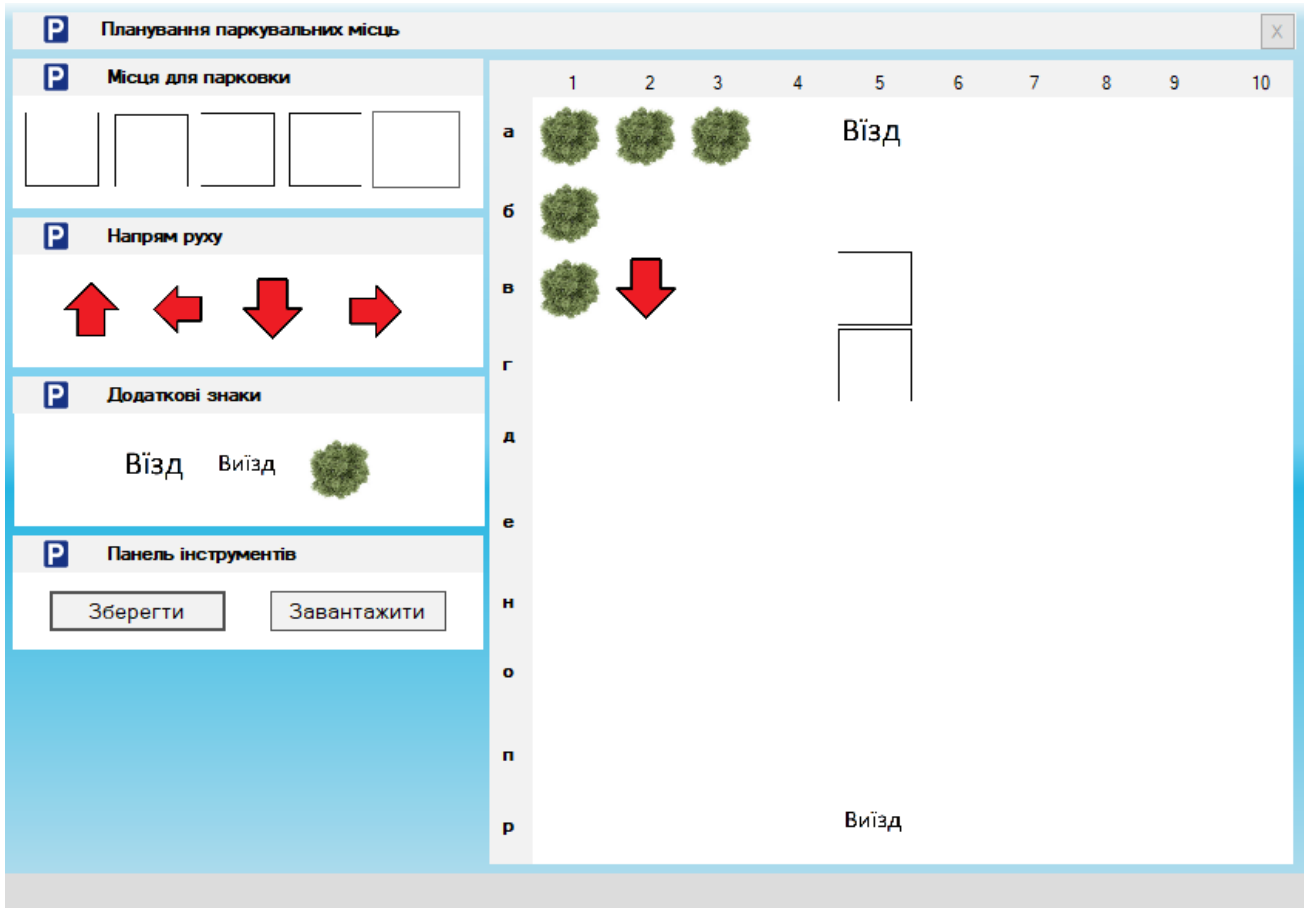 P Планування паркувальних місць X
P Місця для парковки
P Напрям руху
P Додаткові знаки
Вїзд Виїзд
P Панель інструментів
Зберегти Завантажити
1 2 3 4 5 6 7 8 9 10
а Вїзд
б
в
г
д
е
н
о
п
р Виїзд